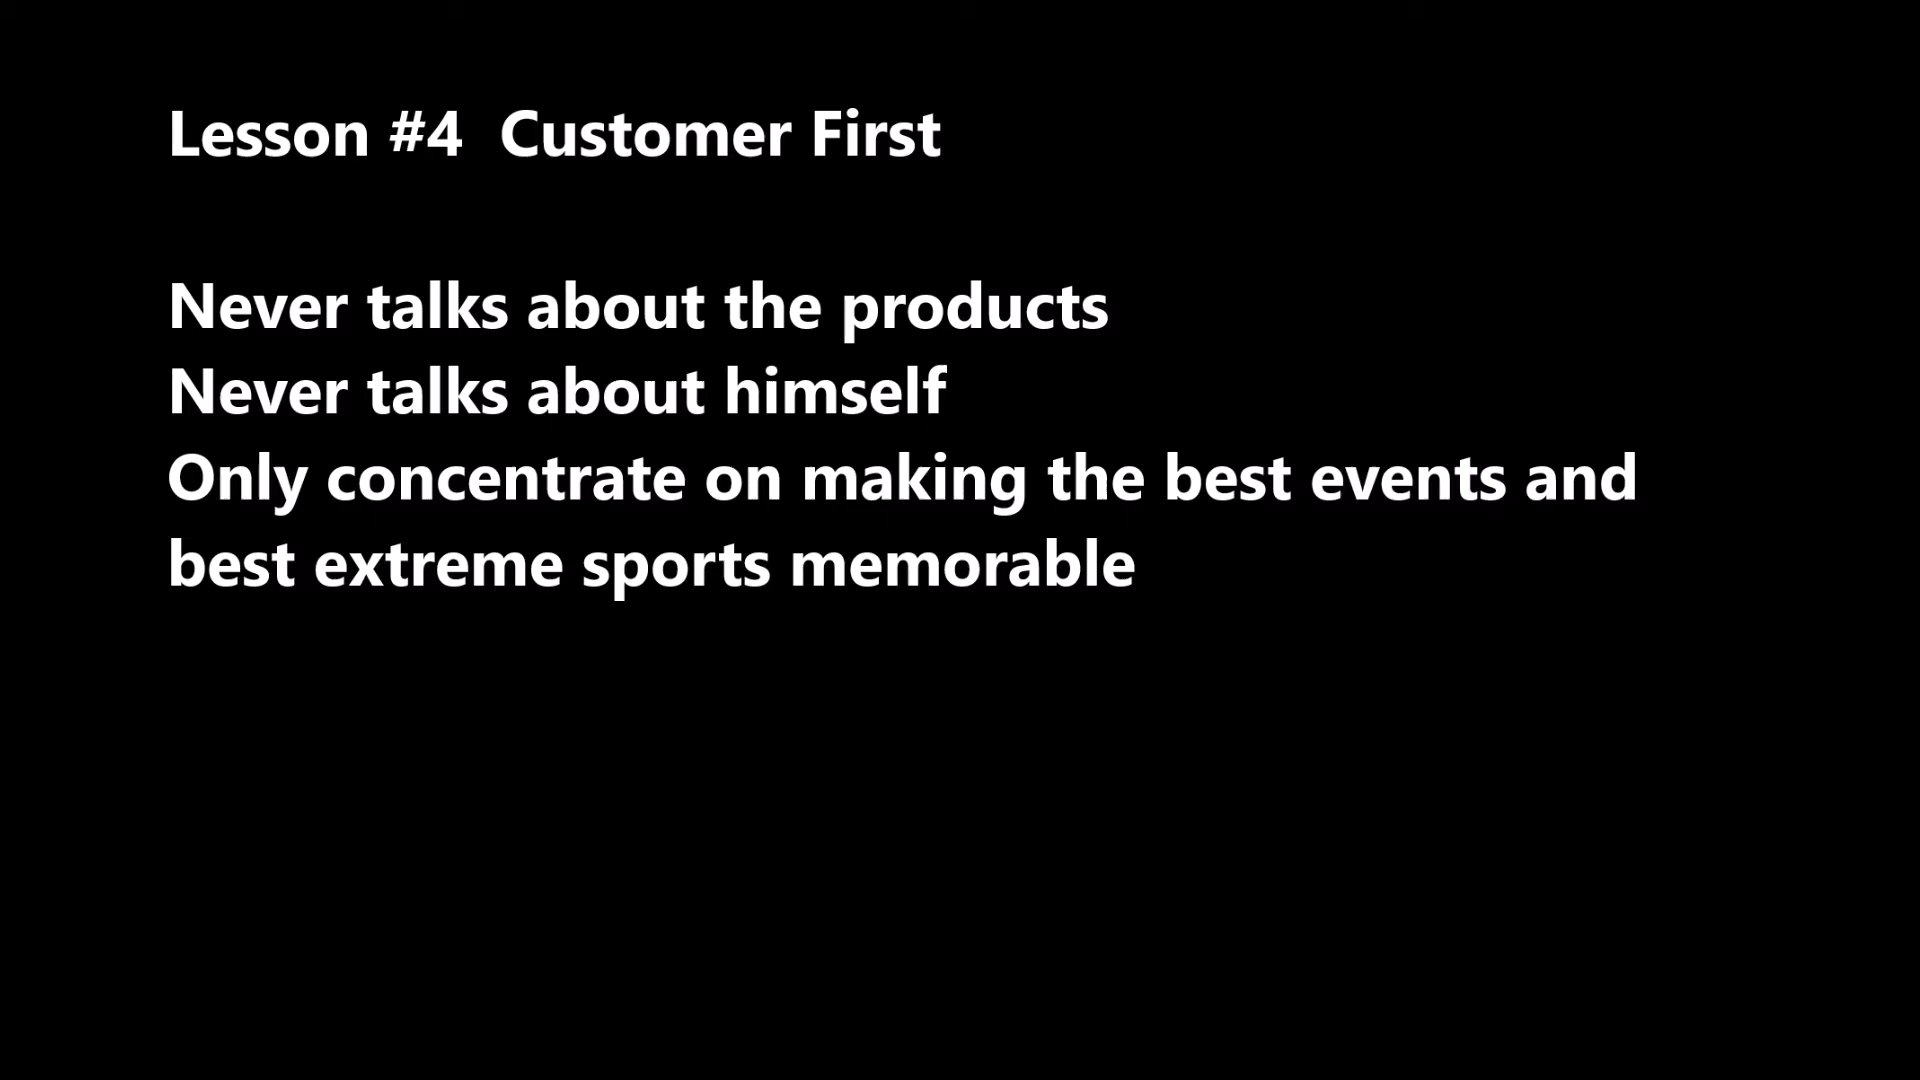 Lesson #4  Customer First
Never talks about the products
Never talks about himself
Only concentrate on making the best events and
best extreme sports memorable